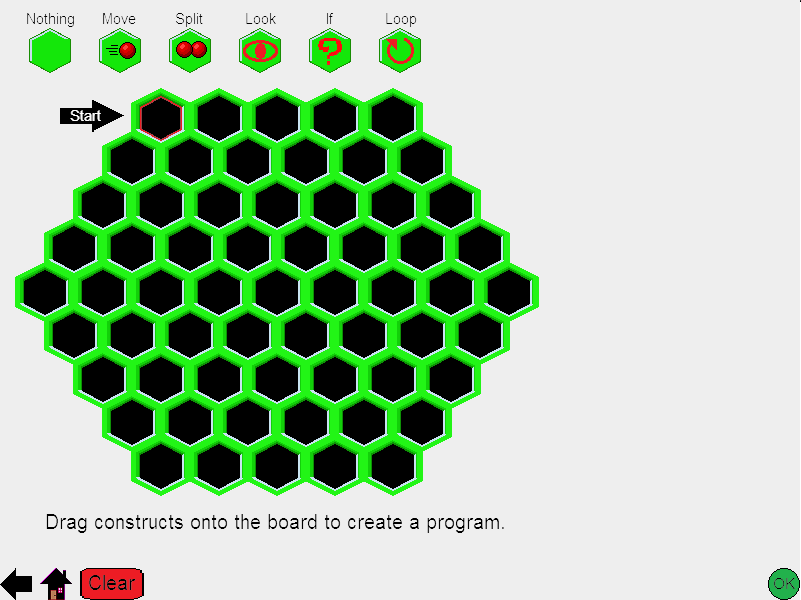 Nothing Move Split Look If Loop
Start
Drag constructs onto the board to create a program.
Clear
OK